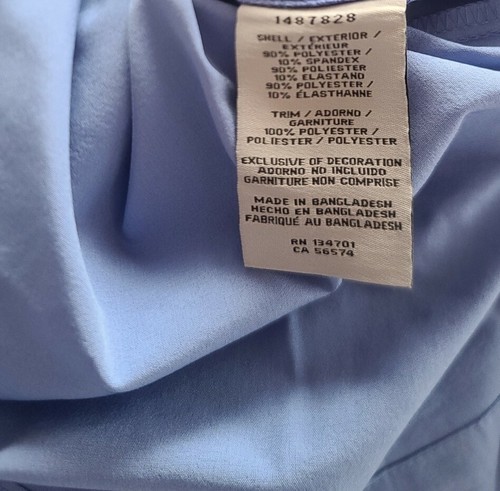 1487828
SHELL / EXTERIOR /
EXTÉRIEUR
90% POLYESTER /
10% SPANDEX
90% POLIESTER /
10% ELASTANO
90% POLYESTER /
10% ÉLASTHANNE
TRIM / ADORNO /
GARNITURE
100% POLYESTER /
POLIESTER / POLYESTER
EXCLUSIVE OF DECORATION
ADORNO NO INCLUIDO
GARNITURE NON COMPRISE
MADE IN BANGLADESH
HECHO EN BANGLADESH
FABRIQUÉ AU BANGLADESH
RN 134701
CA 56574